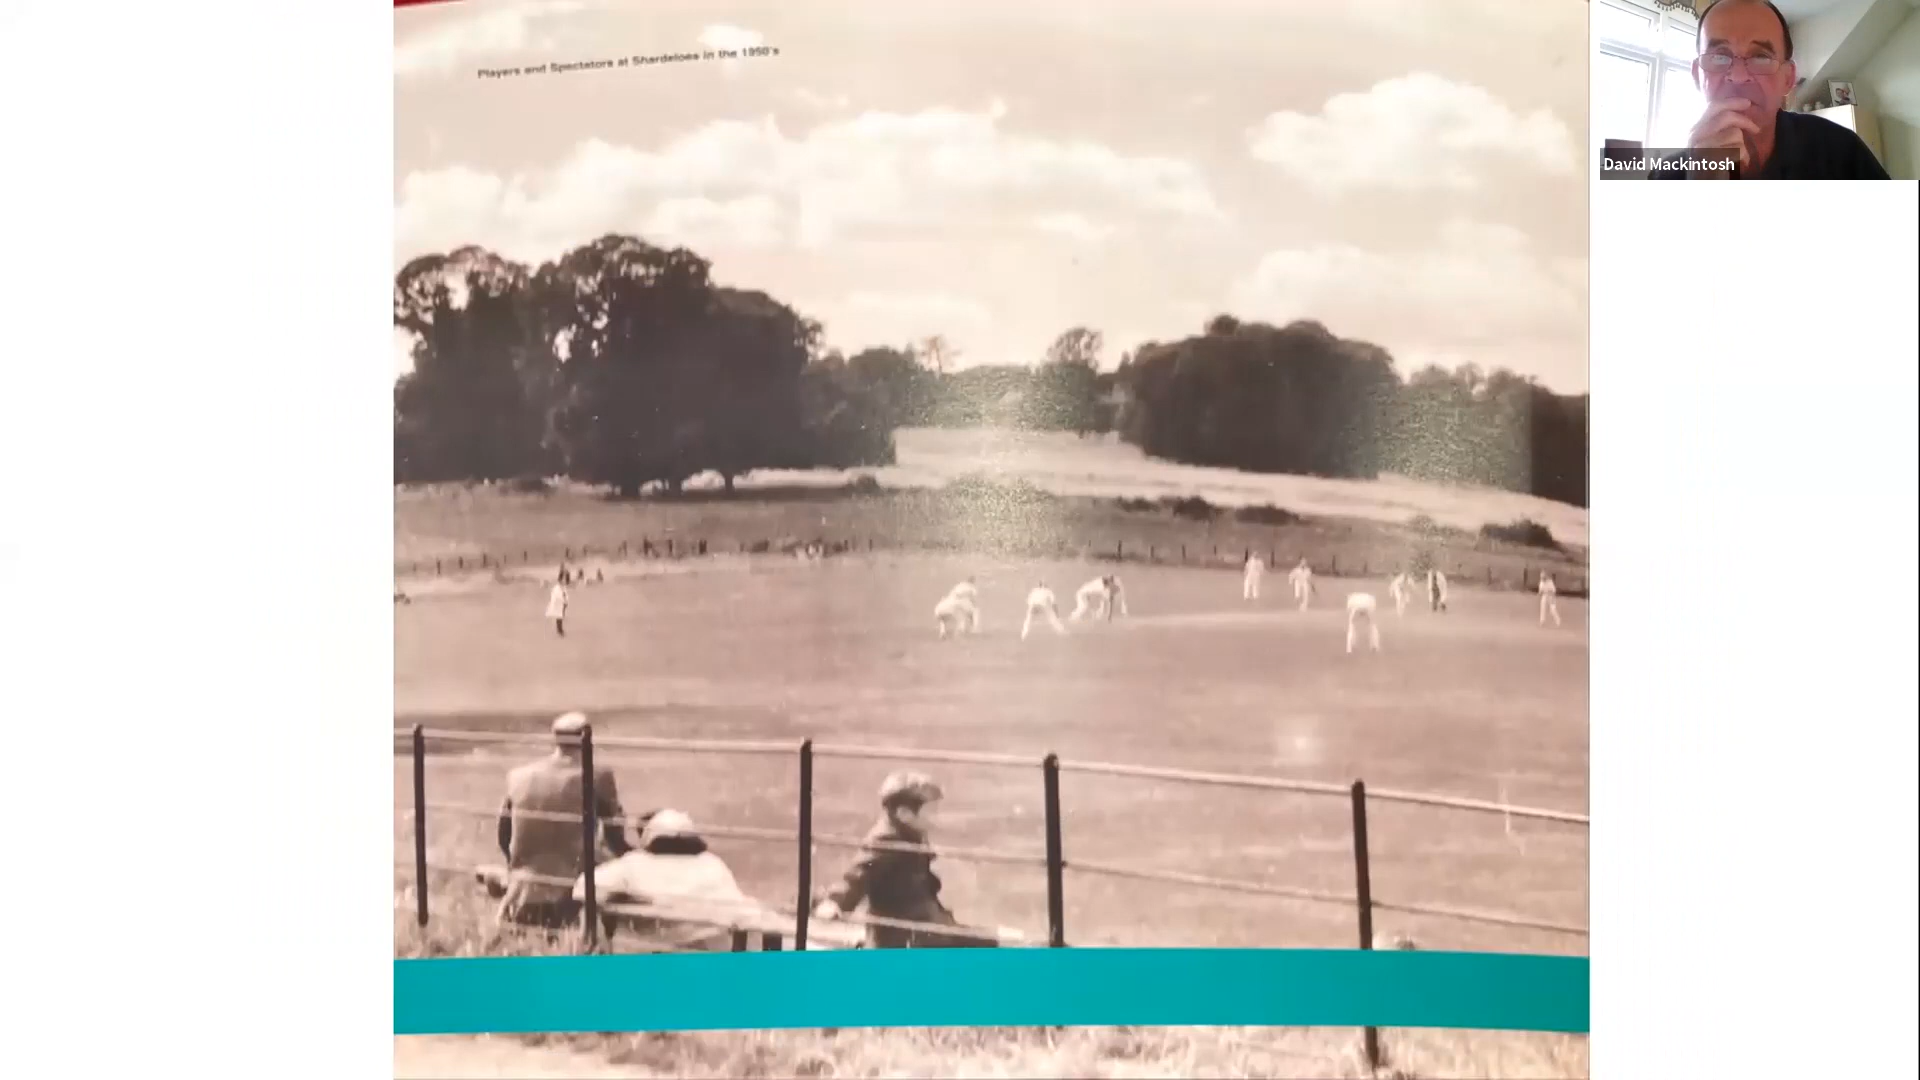 Players and Spectators at Shardeloes in the 1950's
David Mackintosh